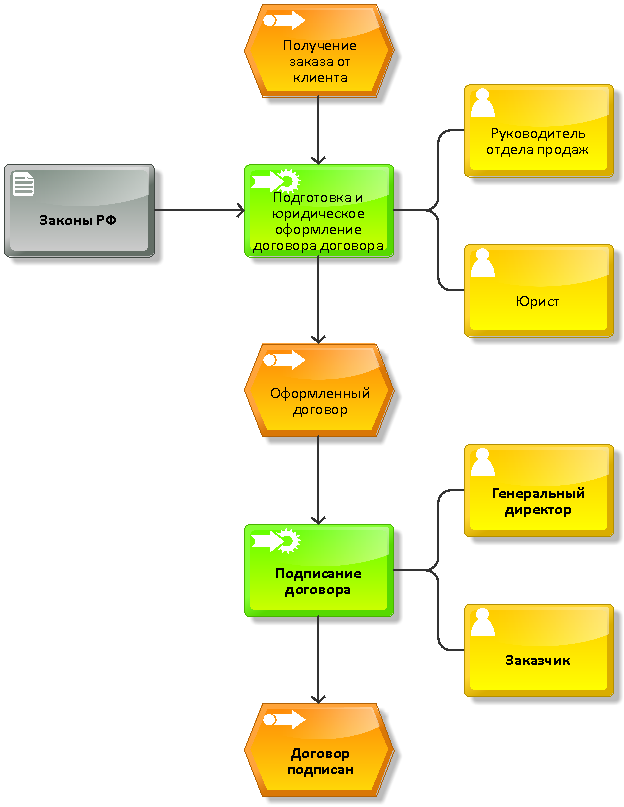 Получение
заказа от
клиента
Руководитель
отдела продаж
Законы РФ
Подготовка и
юридическое
оформление
договора договора
Юрист
Оформленный
договор
Генеральный
директор
Подписание
договора
Заказчик
Договор
подписан